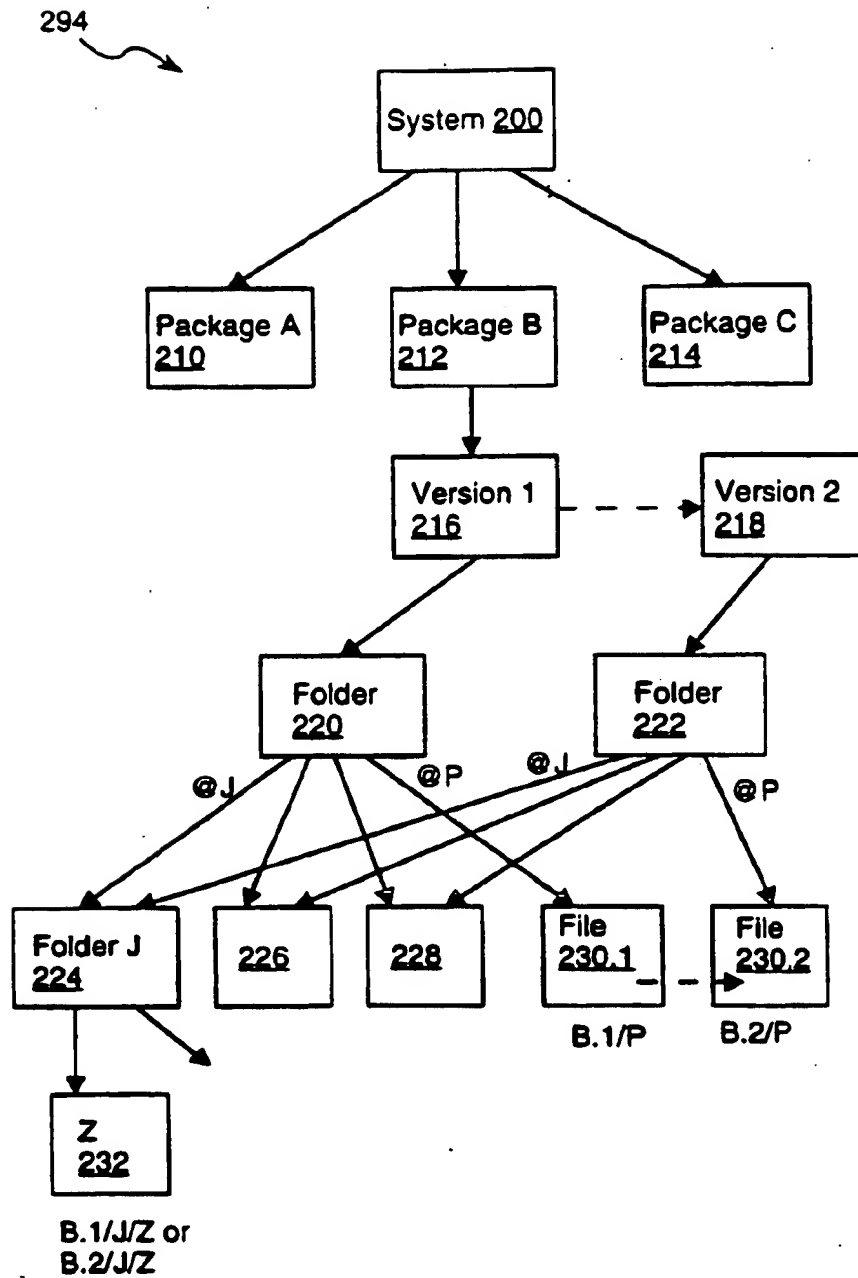 294
System 200
Package A
210
Package B
212
Package C
214
Version 1
216
Version 2
218
Folder
220
Folder
222
@J
@P
@J
@P
Folder J
224
226
228
File
230.1
File
230.2
B.1/P
B.2/P
Z
232
B.1/J/Z or
B.2/J/Z